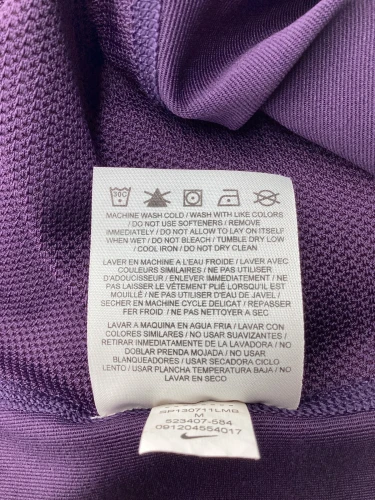 30C
MACHINE WASH COLD / WASH WITH LIKE COLORS
/ DO NOT USE SOFTENERS / REMOVE
IMMEDIATELY / DO NOT ALLOW TO LAY ON ITSELF
WHEN WET / DO NOT BLEACH / TUMBLE DRY LOW
/ COOL IRON / DO NOT DRY CLEAN
LAVER EN MACHINE A L'EAU FROIDE / LAVER AVEC
COULEURS SIMILAIRES / NE PAS UTILISER
D'ADOUCISSEUR / ENLEVER IMMEDIATEMENT / NE
PAS LAISSER LE VÊTEMENT PLIÉ LORSQU'IL EST
MOUILLÉ / NE PAS UTILISER D'EAU DE JAVEL /
SECHER EN MACHINE CYCLE DÉLICAT / REPASSER
FER FROID / NE PAS NETTOYER A SEC
LAVAR A MAQUINA EN AGUA FRIA / LAVAR CON
COLORES SIMILARES / NO USAR SUAVIZANTES /
RETIRAR INMEDIATAMENTE DE LA LAVADORA / NO
DOBLAR PRENDA MOJADA / NO USAR
BLANQUEADORES / USAR SECADORA CICLO
LENTO / USAR PLANCHA TEMPERATURA BAJA / NO
LAVAR EN SECO
SP130711LMG
M
523407-584
091204554017